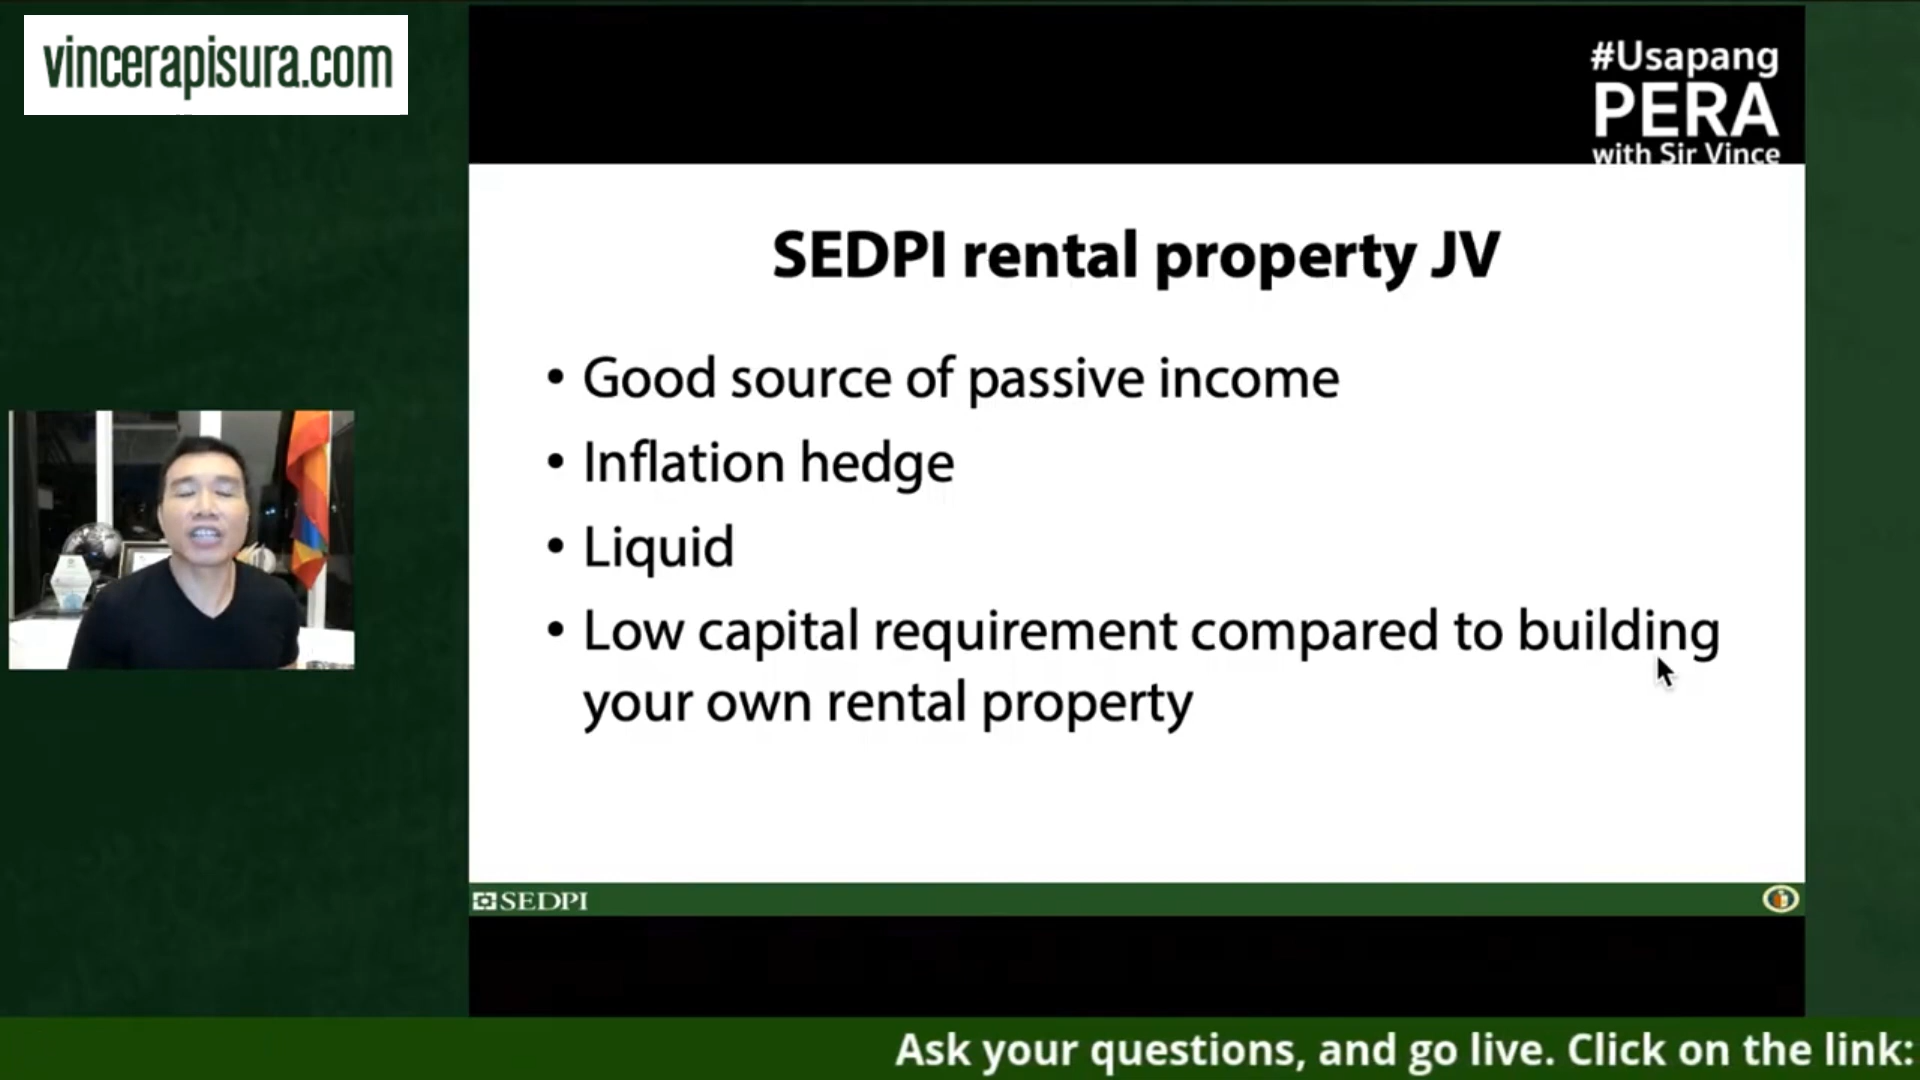 vincerapisura.com
#Usapang
PERA
with Sir Vince
SEDPI rental property JV
• Good source of passive income
• Inflation hedge
• Liquid
• Low capital requirement compared to building
your own rental property
SEDPI
Ask your questions, and go live. Click on the link: